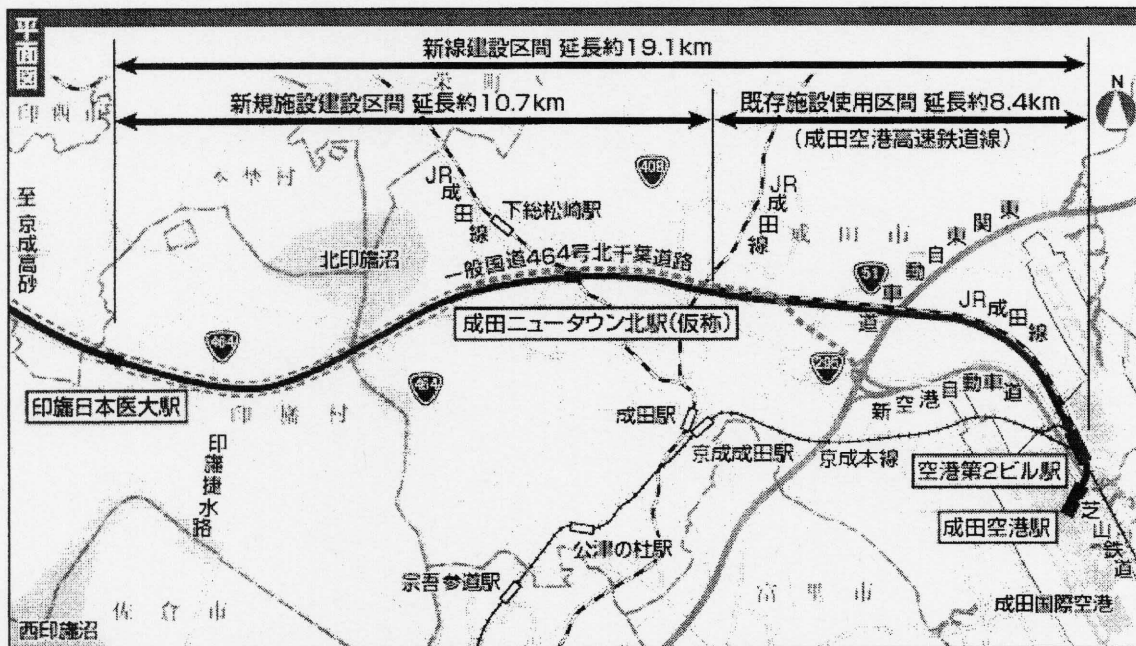 平面図
新線建設区間 延長約19.1km
新規施設建設区間 延長約10.7km
既存施設使用区間 延長約8.4km
(成田空港高速鉄道線)
N
栄町
印西市
本埜村
408
JR成田線
下総松崎駅
JR成田線
成田市
東関東自動車道
至 京成高砂
北印旛沼
一般国道464号北千葉道路
51
JR成田線
成田ニュータウン北駅(仮称)
464
464
295
印旛日本医大駅
印旛村
新空港自動車道
成田駅
京成成田駅
京成本線
印旛捷水路
空港第2ビル駅
成田空港駅
芝山鉄道
公津の杜駅
宗吾参道駅
佐倉市
富里市
成田国際空港
西印旛沼